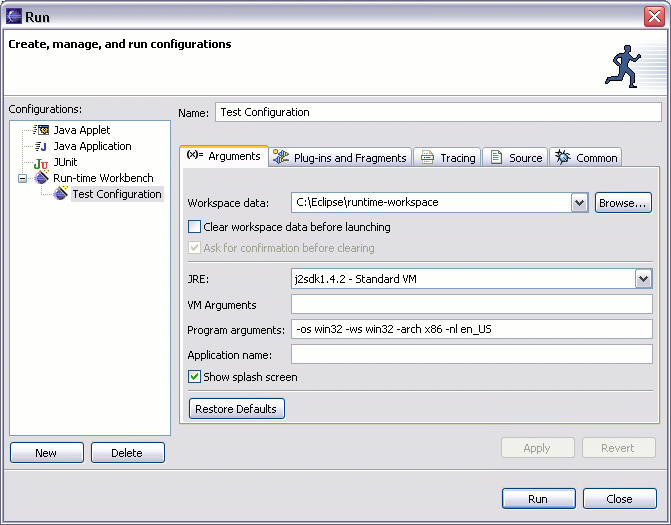 Run
Create, manage, and run configurations
Configurations:
Java Applet
Java Application
JUnit
Run-time Workbench
Test Configuration
New
Delete
Name: Test Configuration
(x)= Arguments
Plug-ins and Fragments
Tracing
Source
Common
Workspace data: C:\Eclipse\runtime-workspace Browse...
Clear workspace data before launching
Ask for confirmation before clearing
JRE: j2sdk1.4.2 - Standard VM
VM Arguments
Program arguments: -os win32 -ws win32 -arch x86 -nl en_US
Application name:
Show splash screen
Restore Defaults
Apply
Revert
Run
Close